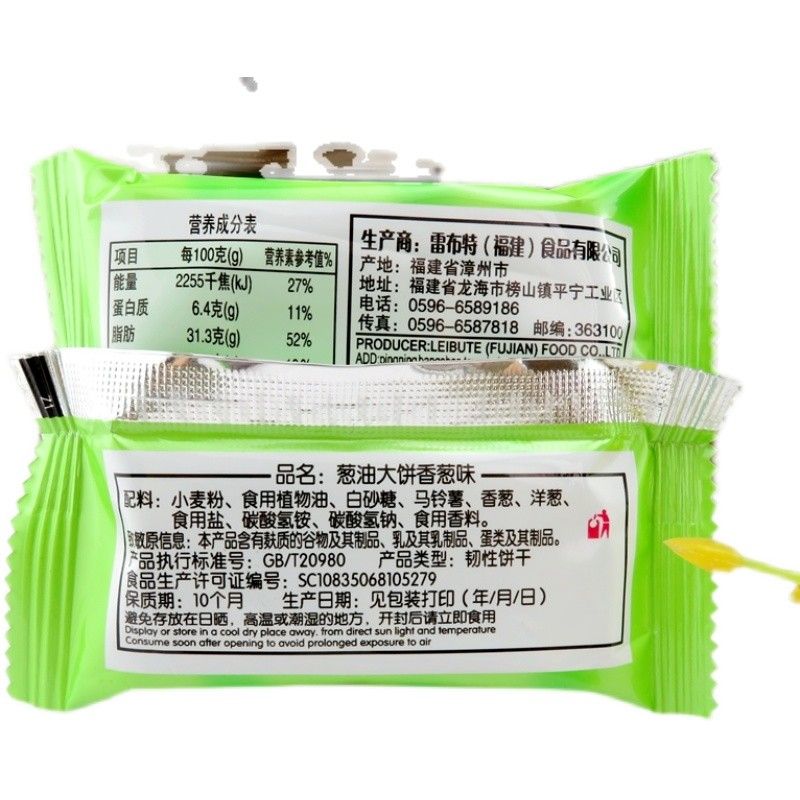 营养成分表
项目 每100克(g) 营养素参考值%
能量 2255千焦(kJ) 27%
蛋白质 6.4克(g) 11%
脂肪 31.3克(g) 52%
生产商：雷布特（福建）食品有限公司
产地：福建省漳州市
地址：福建省龙海市榜山镇平宁工业区
电话：0596-6589186
传真：0596-6587818 邮编：363100
PRODUCER:LEIBUTE (FUJIAN) FOOD CO.,LTD
品名：葱油大饼香葱味
配料：小麦粉、食用植物油、白砂糖、马铃薯、香葱、洋葱、
食用盐、碳酸氢铵、碳酸氢钠、食用香料。
致敏原信息：本产品含有麸质的谷物及其制品、乳及其乳制品、蛋类及其制品。
产品执行标准号：GB/T20980 产品类型：韧性饼干
食品生产许可证编号：SC10835068105279
保质期：10个月 生产日期：见包装打印（年/月/日）
避免存放在日晒，高温或潮湿的地方，开封后请立即食用
Display or store in a cool dry place away. from direct sun light and temperature
Consume soon after opening to avoid prolonged exposure to air